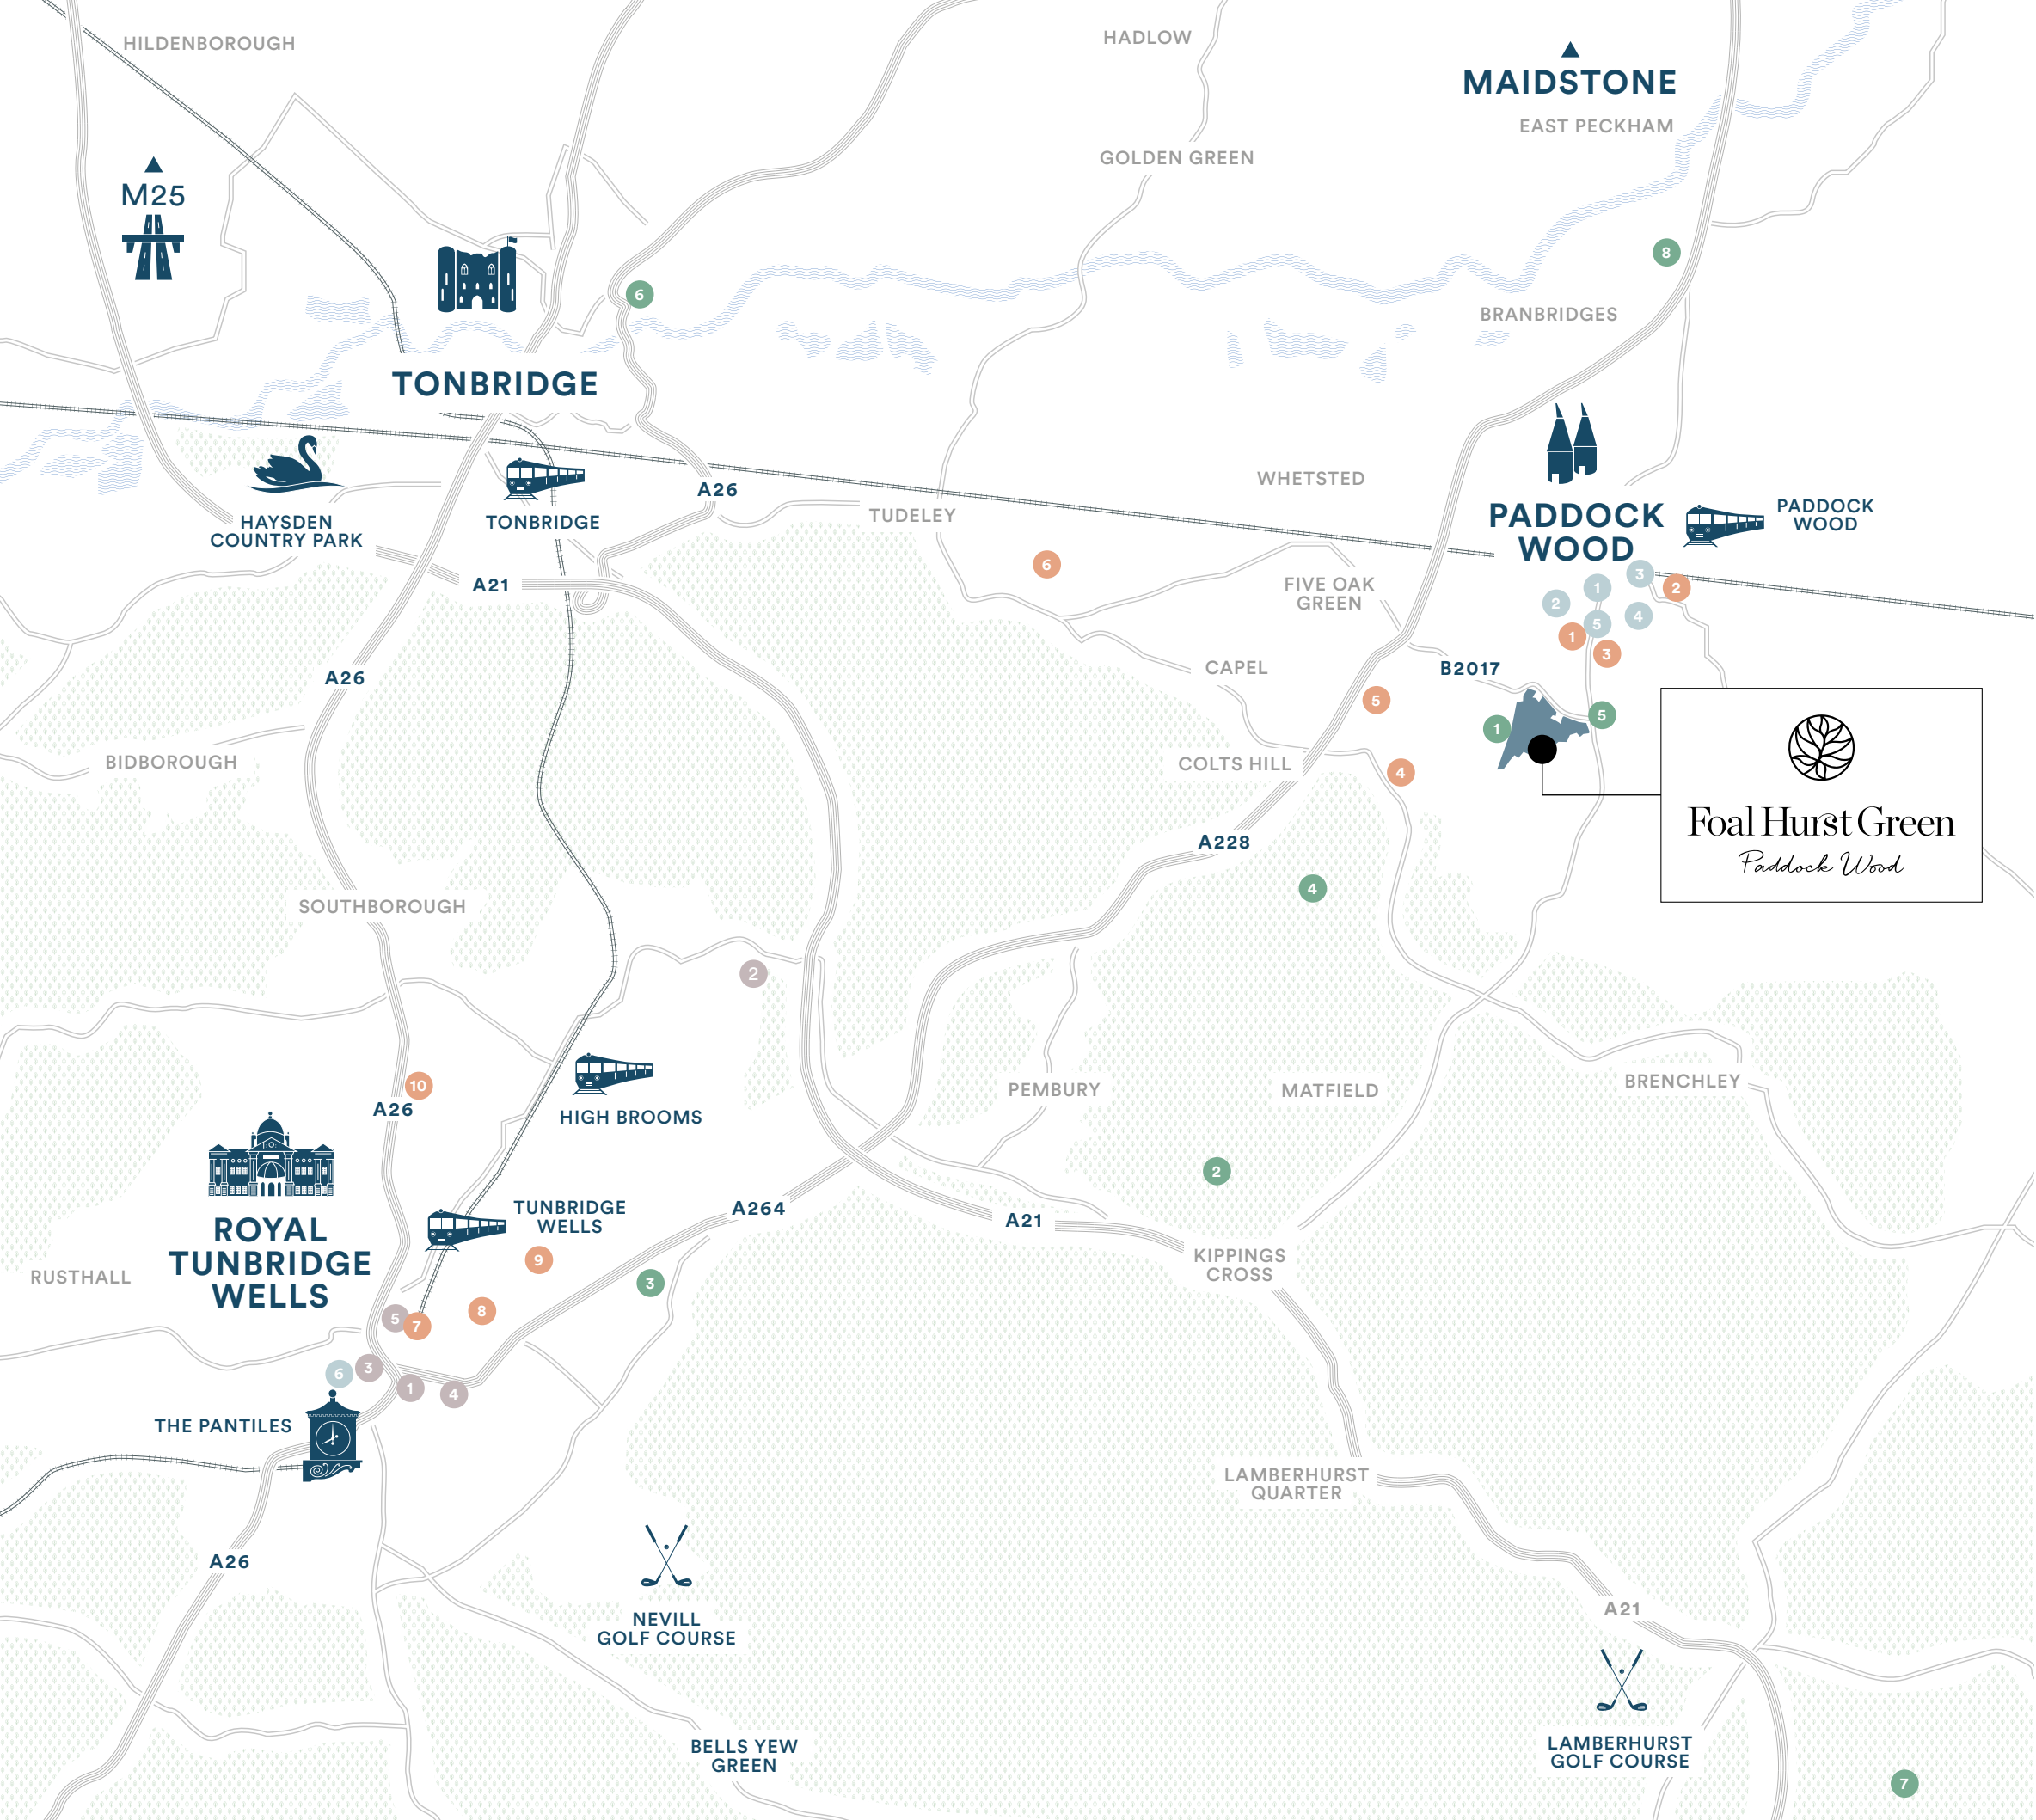 HILDENBOROUGH
HADLOW
MAIDSTONE
EAST PECKHAM
GOLDEN GREEN
M25
8
6
BRANBRIDGES
TONBRIDGE
WHETSTED
A26
PADDOCK
WOOD
PADDOCK
WOOD
HAYSDEN
COUNTRY PARK
TONBRIDGE
TUDELEY
6
A21
FIVE OAK
GREEN
3
1
2
2
4
5
1
3
A26
CAPEL
B2017
5
1
5
BIDBOROUGH
COLTS HILL
4
Foal Hurst Green
Paddock Wood
A228
4
SOUTHBOROUGH
2
10
A26
HIGH BROOMS
PEMBURY
MATFIELD
BRENCHLEY
2
ROYAL
TUNBRIDGE
WELLS
TUNBRIDGE
WELLS
A264
A21
9
KIPPINGS
CROSS
RUSTHALL
3
5
7
8
6
3
1
4
THE PANTILES
LAMBERHURST
QUARTER
A26
NEVILL
GOLF COURSE
A21
BELLS YEW
GREEN
LAMBERHURST
GOLF COURSE
7